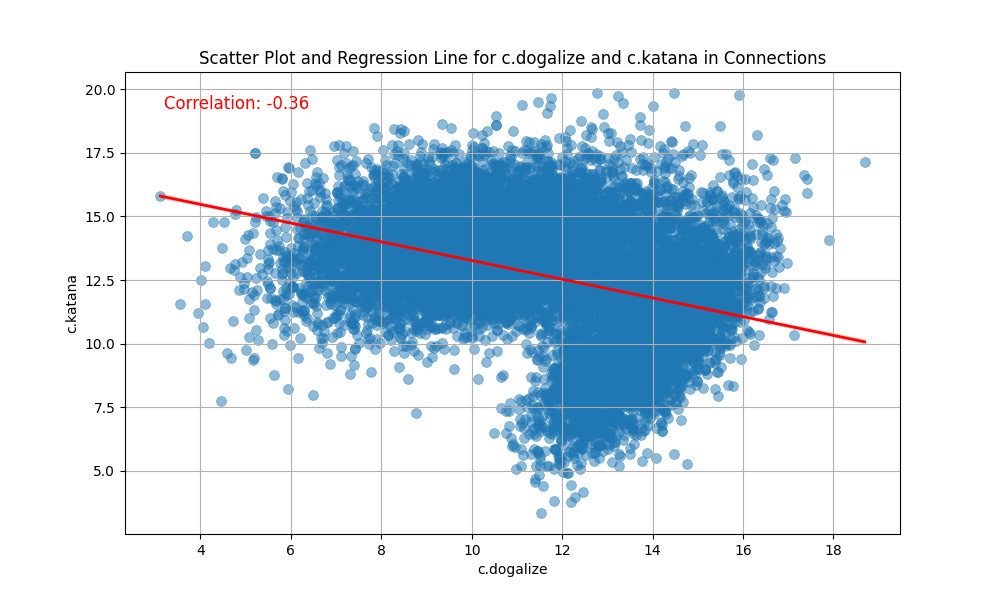 Scatter Plot and Regression Line for c.dogalize and c.katana in Connections
Correlation: -0.36
20.0
17.5
15.0
12.5
10.0
7.5
5.0
c.katana
4 6 8 10 12 14 16 18
c.dogalize